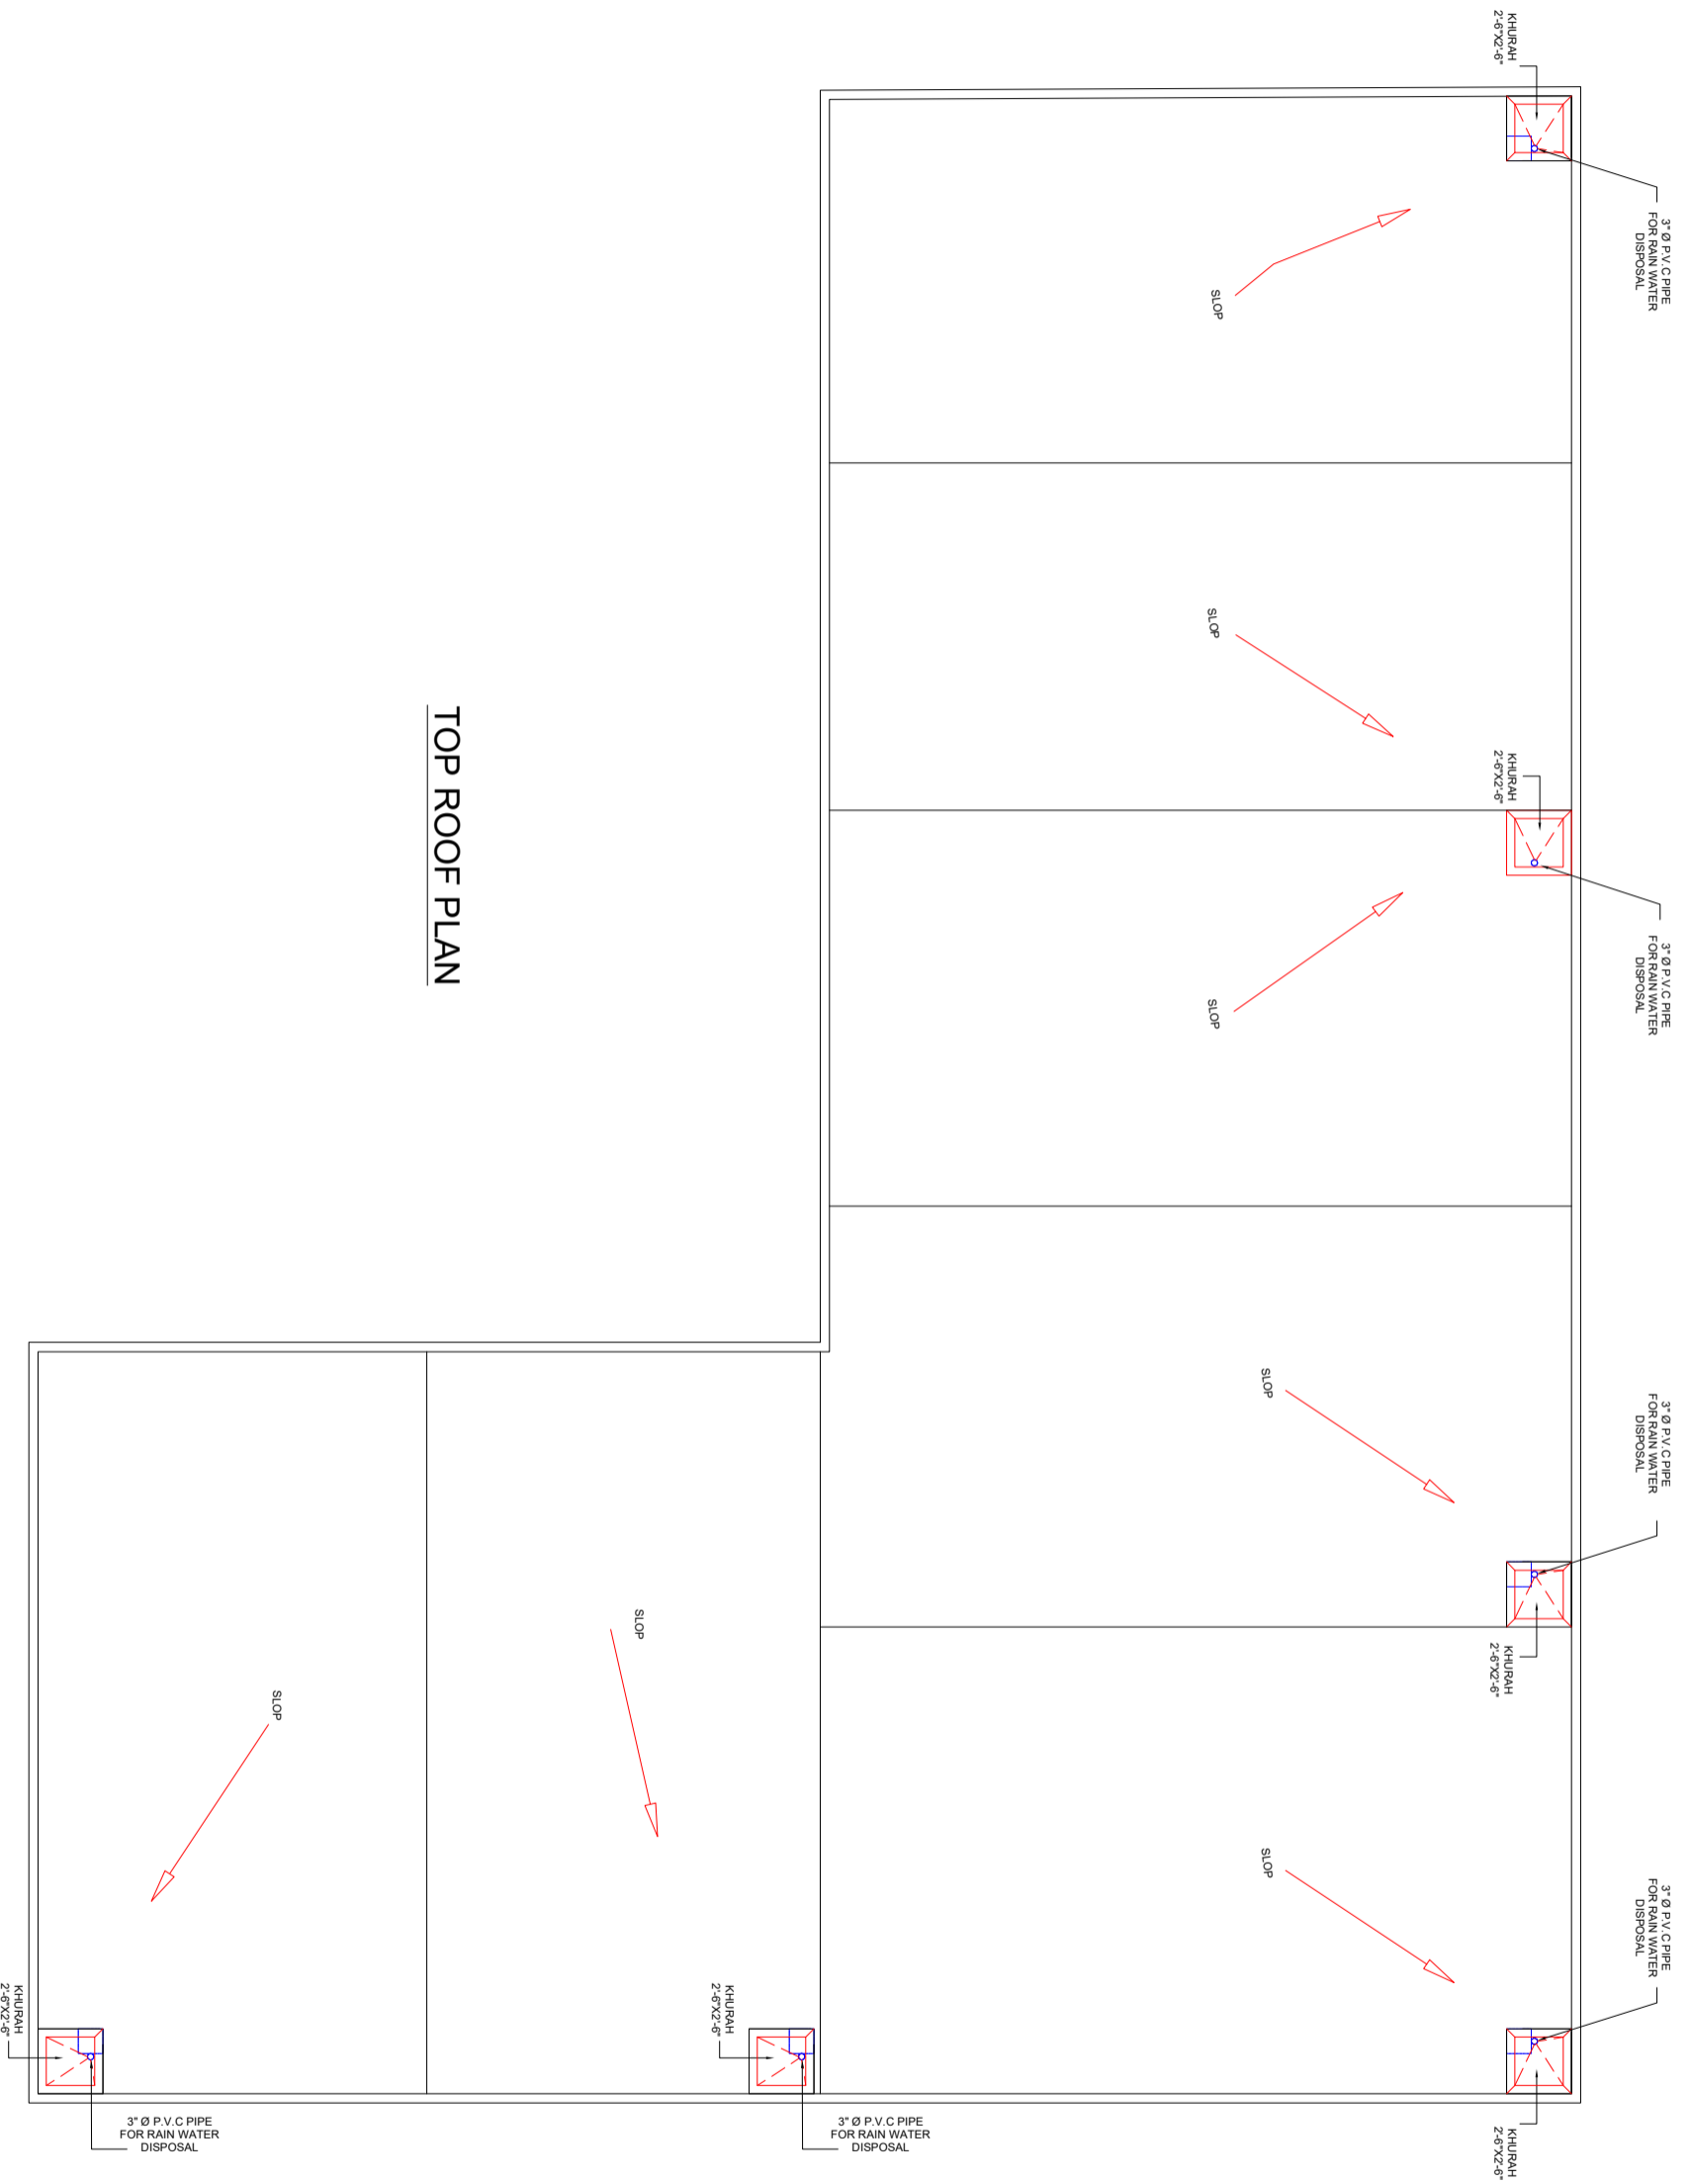 KHURAH
2'-6"X2'-6"
3" Ø P.V.C PIPE
FOR RAIN WATER
DISPOSAL
SLOP
SLOP
KHURAH
2'-6"X2'-6"
3" Ø P.V.C PIPE
FOR RAIN WATER
DISPOSAL
SLOP
TOP ROOF PLAN
3" Ø P.V.C PIPE
FOR RAIN WATER
DISPOSAL
SLOP
KHURAH
2'-6"X2'-6"
SLOP
SLOP
SLOP
3" Ø P.V.C PIPE
FOR RAIN WATER
DISPOSAL
KHURAH
2'-6"X2'-6"
KHURAH
2'-6"X2'-6"
KHURAH
2'-6"X2'-6"
3" Ø P.V.C PIPE
FOR RAIN WATER
DISPOSAL
3" Ø P.V.C PIPE
FOR RAIN WATER
DISPOSAL